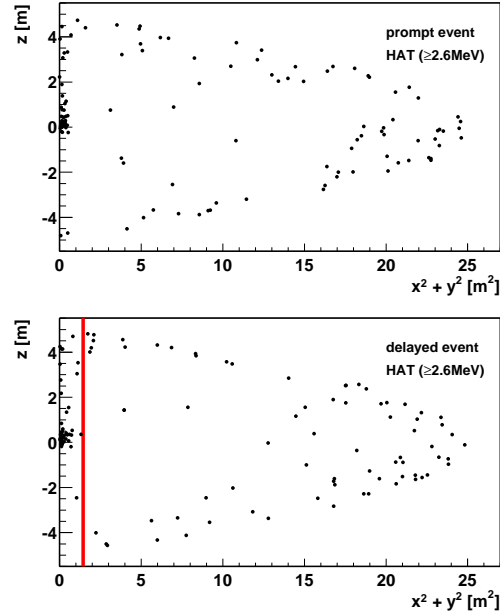 z [m]
4
2
0
-2
-4
prompt event
HAT (≥2.6MeV)
0 5 10 15 20 25
x² + y² [m²]
z [m]
4
2
0
-2
-4
delayed event
HAT (≥2.6MeV)
0 5 10 15 20 25
x² + y² [m²]